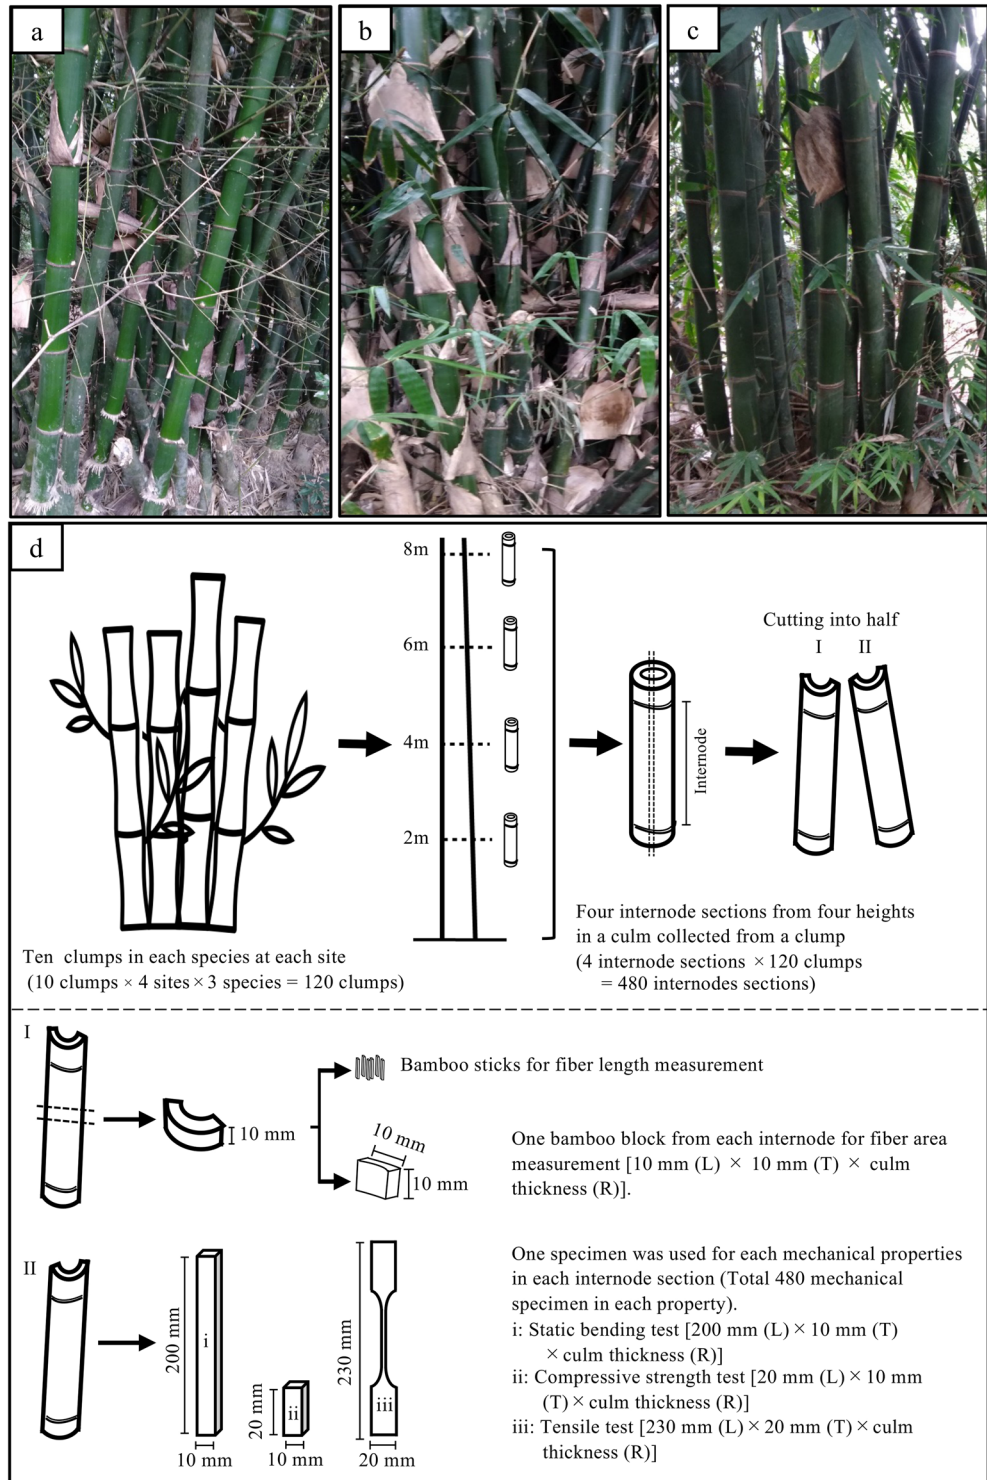 a
b
c
d
8m
6m
4m
2m
Internode
Cutting into half
I II
Ten clumps in each species at each site
(10 clumps × 4 sites × 3 species = 120 clumps)
Four internode sections from four heights
in a culm collected from a clump
(4 internode sections × 120 clumps
= 480 internodes sections)
I
10 mm
Bamboo sticks for fiber length measurement
10 mm
10 mm
One bamboo block from each internode for fiber area
measurement [10 mm (L) × 10 mm (T) × culm
thickness (R)].
II
200 mm
i
10 mm
20 mm
ii
10 mm
230 mm
iii
20 mm
One specimen was used for each mechanical properties
in each internode section (Total 480 mechanical
specimen in each property).
i: Static bending test [200 mm (L) × 10 mm (T)
× culm thickness (R)]
ii: Compressive strength test [20 mm (L) × 10 mm
(T) × culm thickness (R)]
iii: Tensile test [230 mm (L) × 20 mm (T) × culm
thickness (R)]